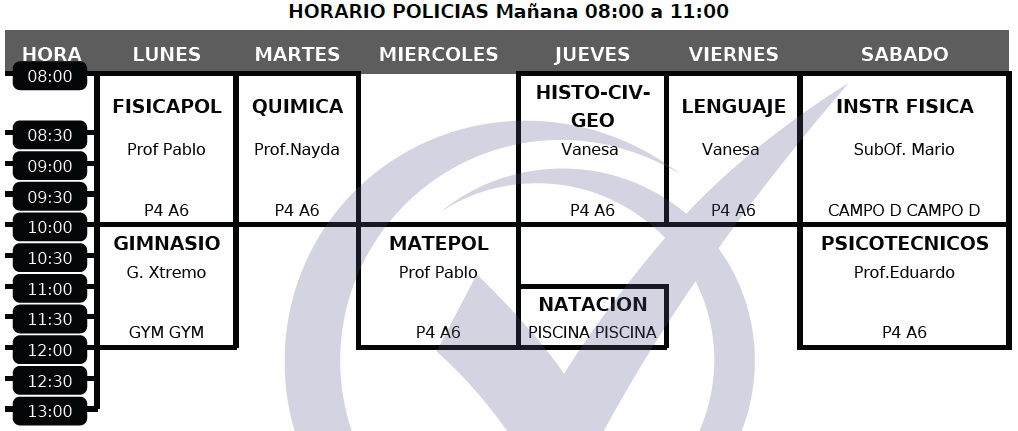 HORARIO POLICIAS Mañana 08:00 a 11:00
HORA LUNES MARTES MIERCOLES JUEVES VIERNES SABADO
08:00
FISICAPOL QUIMICA HISTO-CIV-GEO LENGUAJE INSTR FISICA
08:30
Prof Pablo Prof.Nayda Vanesa Vanesa SubOf. Mario
09:00
09:30
P4 A6 P4 A6 P4 A6 P4 A6 CAMPO D CAMPO D
10:00
GIMNASIO MATEPOL PSICOTECNICOS
10:30
G. Xtremo Prof Pablo Prof.Eduardo
11:00
NATACION
11:30
GYM GYM P4 A6 PISCINA PISCINA P4 A6
12:00
12:30
13:00